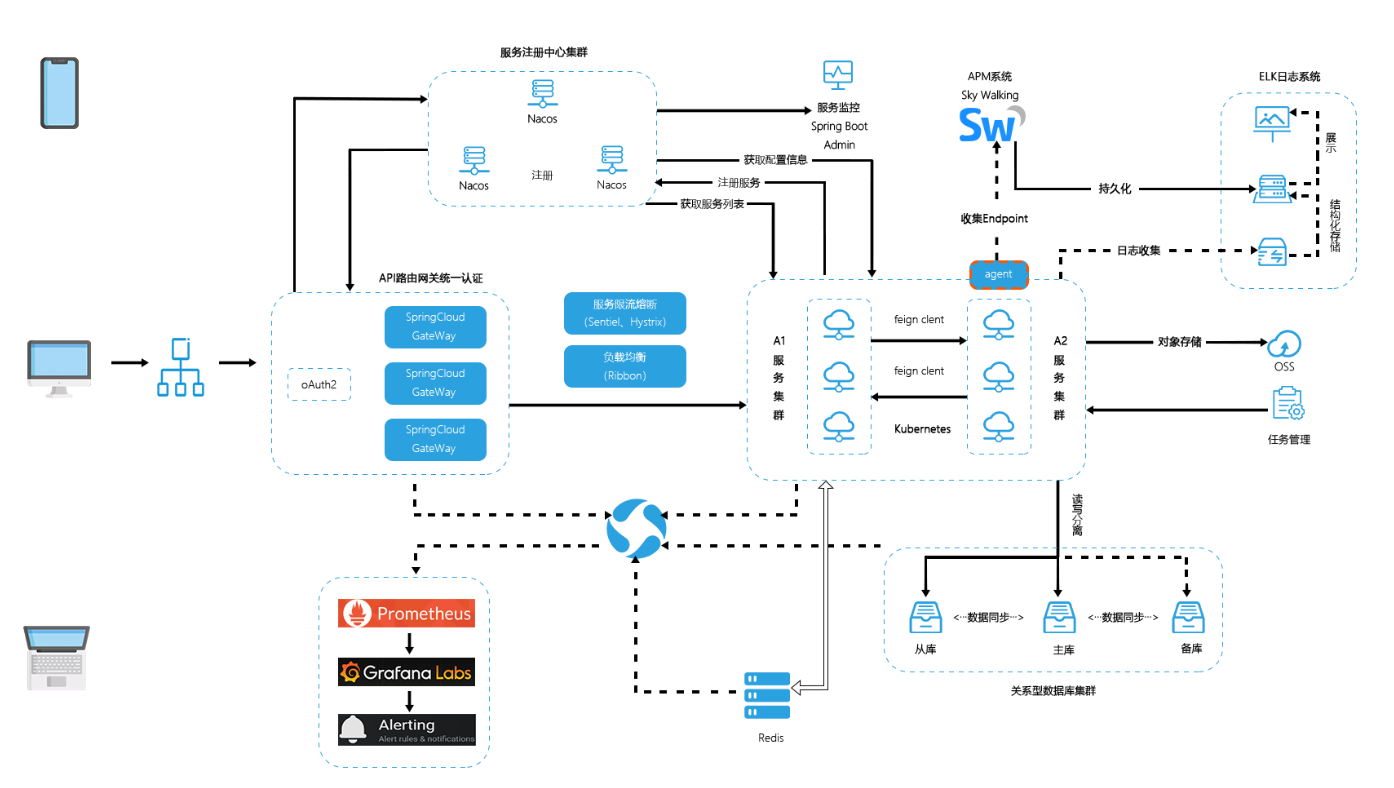 服务注册中心集群
Nacos
Nacos
注册
Nacos
服务监控
Spring Boot
Admin
APM系统
Sky Walking
Sw
ELK日志系统
展示
结构化存储
获取配置信息
注册服务
获取服务列表
持久化
收集Endpoint
日志收集
agent
API路由网关统一认证
SpringCloud
GateWay
oAuth2
SpringCloud
GateWay
SpringCloud
GateWay
服务限流熔断
（Sentiel、Hystrix）
负载均衡
（Ribbon）
A1服务集群
feign clent
feign clent
Kubernetes
A2服务集群
对象存储
OSS
任务管理
读写分离
<···数据同步···>
<···数据同步···>
从库
主库
备库
关系型数据库集群
Prometheus
Grafana Labs
Alerting
Alert rules & notifications
Redis